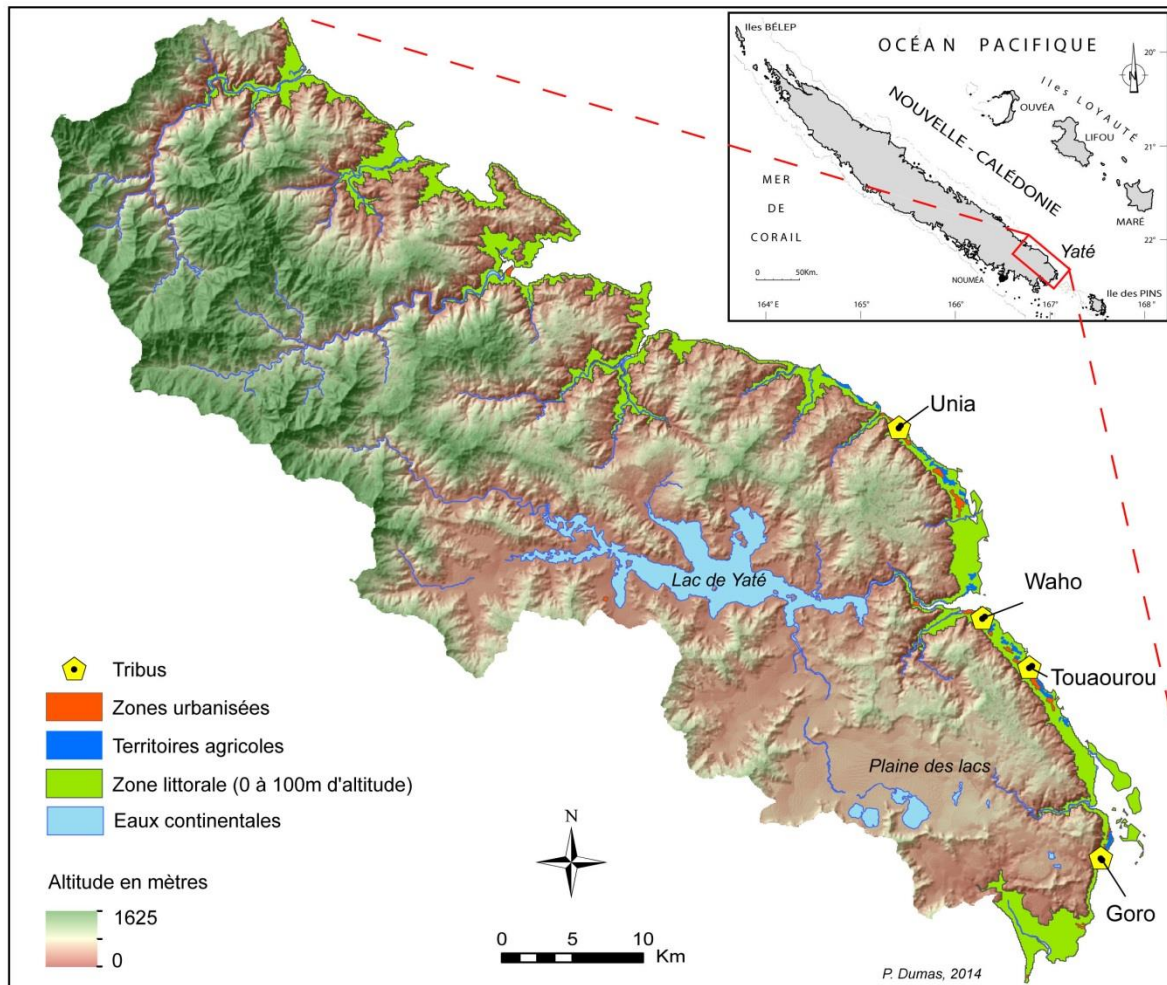 Iles BÉLEP
OCÉAN PACIFIQUE
20°
N
Iles LOYAUTÉ
OUVÉA
LIFOU
NOUVELLE-CALÉDONIE
21°
MER
DE
CORAIL
MARÉ
22°
Yaté
0 50Km.
NOUMÉA
Ile des PINS
164°E
165°
166°
167°
168°
Unia
Waho
Lac de Yaté
Touaourou
Plaine des lacs
Goro
Tribus
Zones urbanisées
Territoires agricoles
Zone littorale (0 à 100m d'altitude)
Eaux continentales
N
Altitude en mètres
1625
0
0 5 10
Km
P. Dumas, 2014